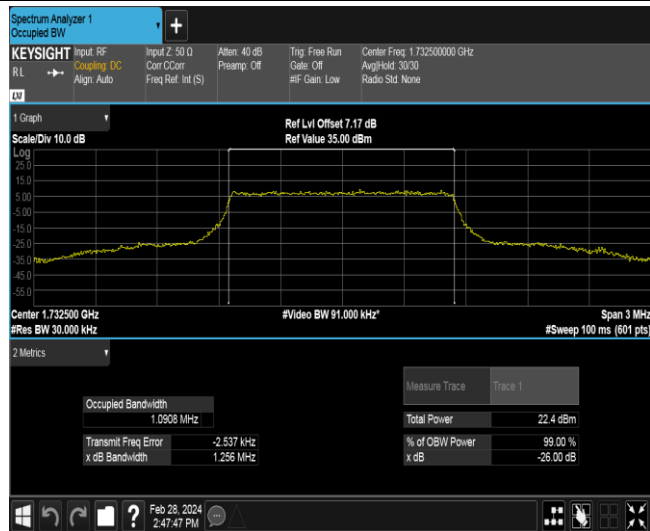 Spectrum Analyzer 1
Occupied BW
+
KEYSIGHT
Input: RF
Coupling: DC
Align: Auto
Input Z: 50 Ω
Corr CCorr
Freq Ref: Int (S)
Atten: 40 dB
Preamp: Off
Trig: Free Run
Gate: Off
#IF Gain: Low
Center Freq: 1.732500000 GHz
Avg|Hold: 30/30
Radio Std: None
RL
LXI
1 Graph
Scale/Div 10.0 dB
Ref Lvl Offset 7.17 dB
Ref Value 35.00 dBm
Log
25.0
15.0
5.00
-5.00
-15.0
-25.0
-35.0
-45.0
-55.0
Center 1.732500 GHz
#Res BW 30.000 kHz
#Video BW 91.000 kHz*
Span 3 MHz
#Sweep 100 ms (601 pts)
2 Metrics
Measure Trace Trace 1
Occupied Bandwidth
1.0908 MHz
Total Power 22.4 dBm
Transmit Freq Error -2.537 kHz
% of OBW Power 99.00 %
x dB Bandwidth 1.256 MHz
x dB -26.00 dB
?
Feb 28, 2024
2:47:47 PM